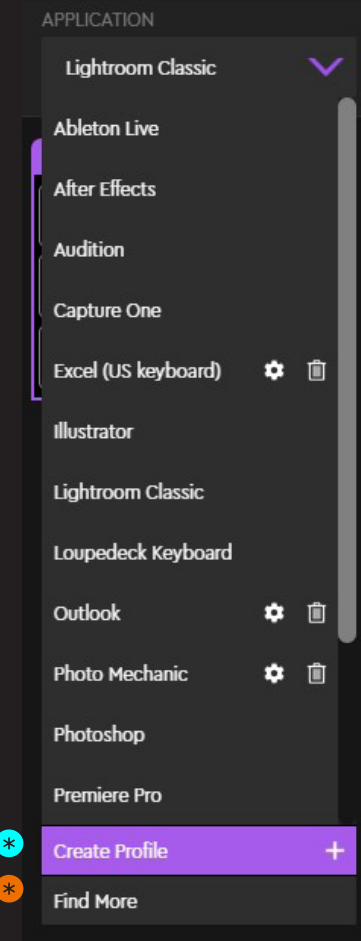 APPLICATION
Lightroom Classic
Ableton Live
After Effects
Audition
Capture One
Excel (US keyboard)
Illustrator
Lightroom Classic
Loupedeck Keyboard
Outlook
Photo Mechanic
Photoshop
Premiere Pro
* Create Profile +
* Find More